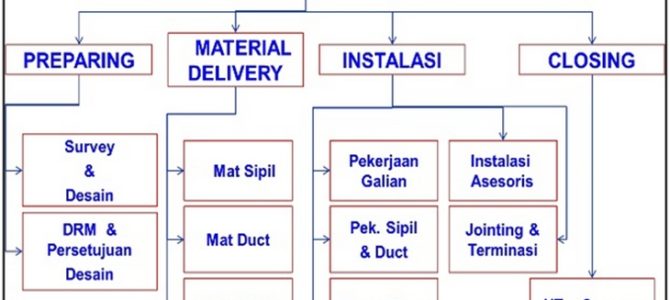 PREPARING
MATERIAL
DELIVERY
INSTALASI
CLOSING
Survey
&
Desain
DRM &
Persetujuan
Desain
Mat Sipil
Mat Duct
Pekerjaan
Galian
Pek. Sipil
& Duct
Instalasi
Asesoris
Jointing &
Terminasi